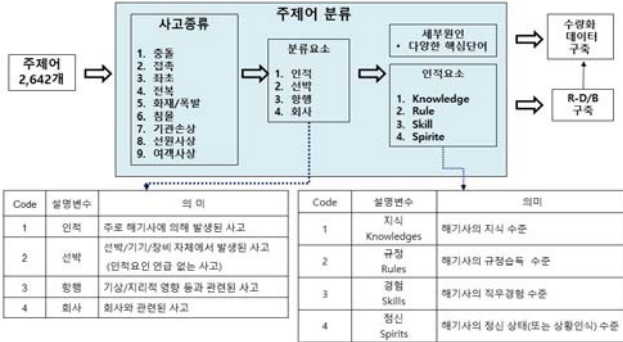 주제어 분류
주제어
2,642개
사고종류
1. 충돌
2. 접촉
3. 좌초
4. 전복
5. 화재/폭발
6. 침몰
7. 기관손상
8. 선원사상
9. 여객사상
분류요소
1. 인적
2. 선박
3. 항행
4. 회사
세부원인
• 다양한 핵심단어
인적요소
1. Knowledge
2. Rule
3. Skill
4. Spirite
수량화
데이터
구축
R-D/B
구축
Code 설명변수 의 미
1 인적 주로 해기사에 의해 발생된 사고
2 선박 선박/기기/장비 자체에서 발생된 사고
(인적요인 언급 없는 사고)
3 항행 기상/지리적 영향 등과 관련된 사고
4 회사 회사와 관련된 사고
Code 설명변수 의미
1 지식
Knowledges 해기사의 지식 수준
2 규정
Rules 해기사의 규정습득 수준
3 경험
Skills 해기사의 직무경험 수준
4 정신
Spirits 해기사의 정신 상태(또는 상황인식) 수준